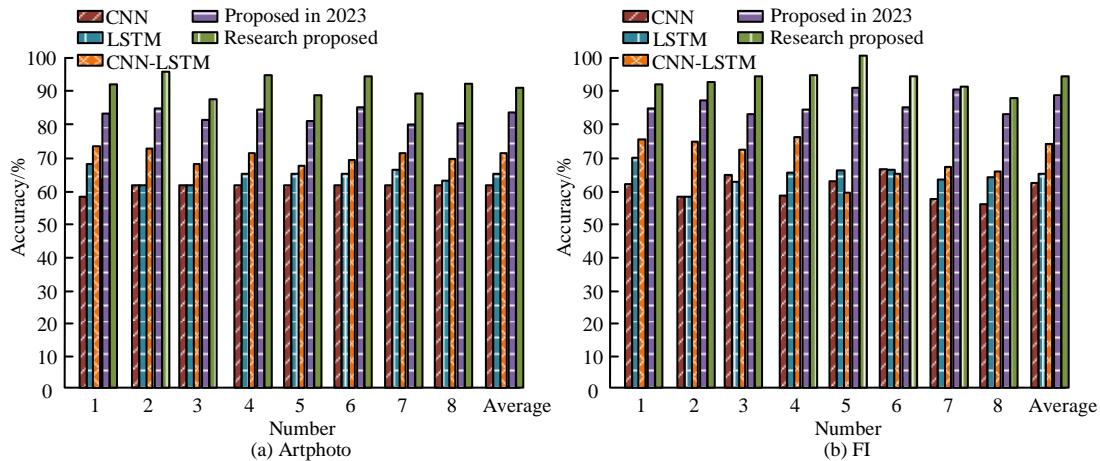 CNN
LSTM
CNN-LSTM
Proposed in 2023
Research proposed
Accuracy/%
100
90
80
70
60
50
40
30
20
10
0
1 2 3 4 5 6 7 8 Average
Number
(a) Artphoto
CNN
LSTM
CNN-LSTM
Proposed in 2023
Research proposed
Accuracy/%
100
90
80
70
60
50
40
30
20
10
0
1 2 3 4 5 6 7 8 Average
Number
(b) FI